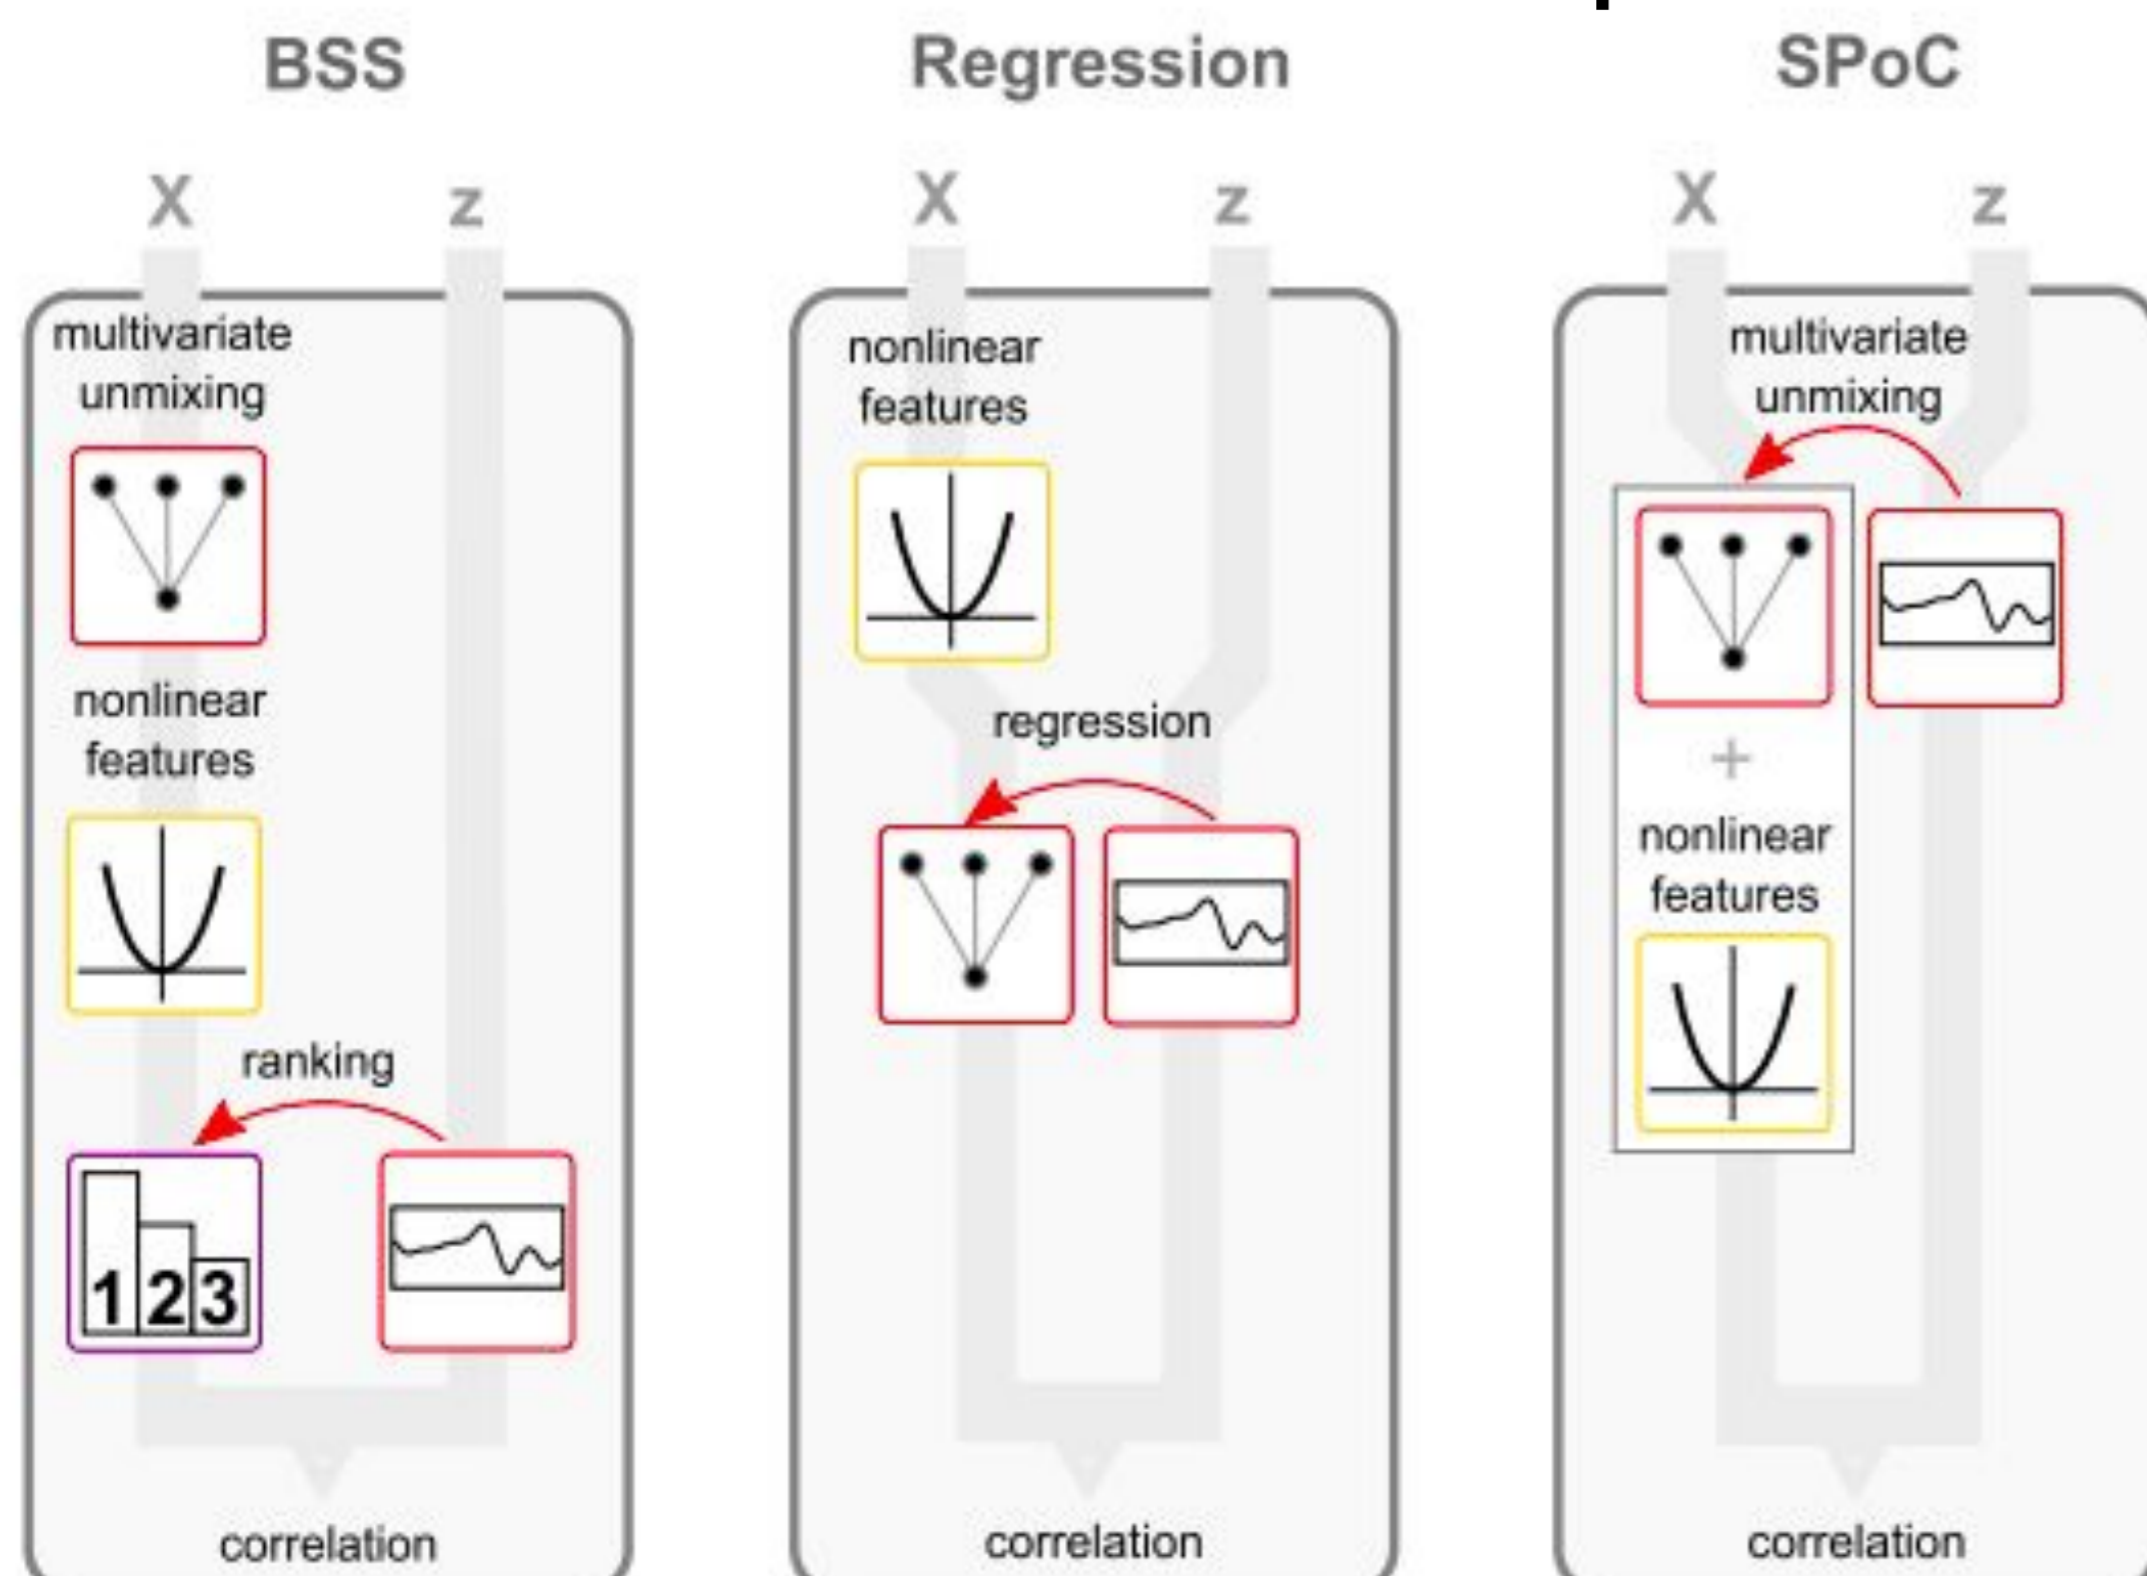 BSS
X z
multivariate
unmixing
nonlinear
features
ranking
1 2 3
correlation
Regression
X z
nonlinear
features
regression
correlation
SPoC
X z
multivariate
unmixing
+
nonlinear
features
correlation